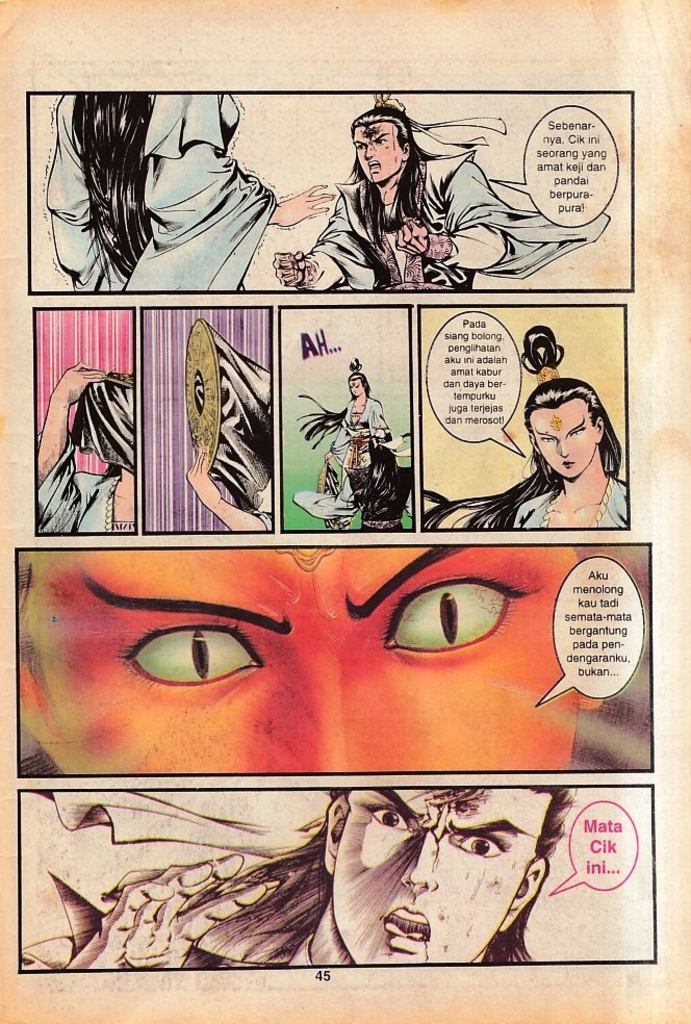 Sebenar-
nya, Cik ini
seorang yang
amat keji dan
pandai
berpura-
pura!
AH...
Pada
siang bolong,
penglihatan
aku ini adalah
amat kabur
dan daya ber-
tempurku
juga terjejas
dan merosot!
Aku
menolong
kau tadi
semata-mata
bergantung
pada pen-
dengaranku,
bukan...
Mata
Cik
ini...
45